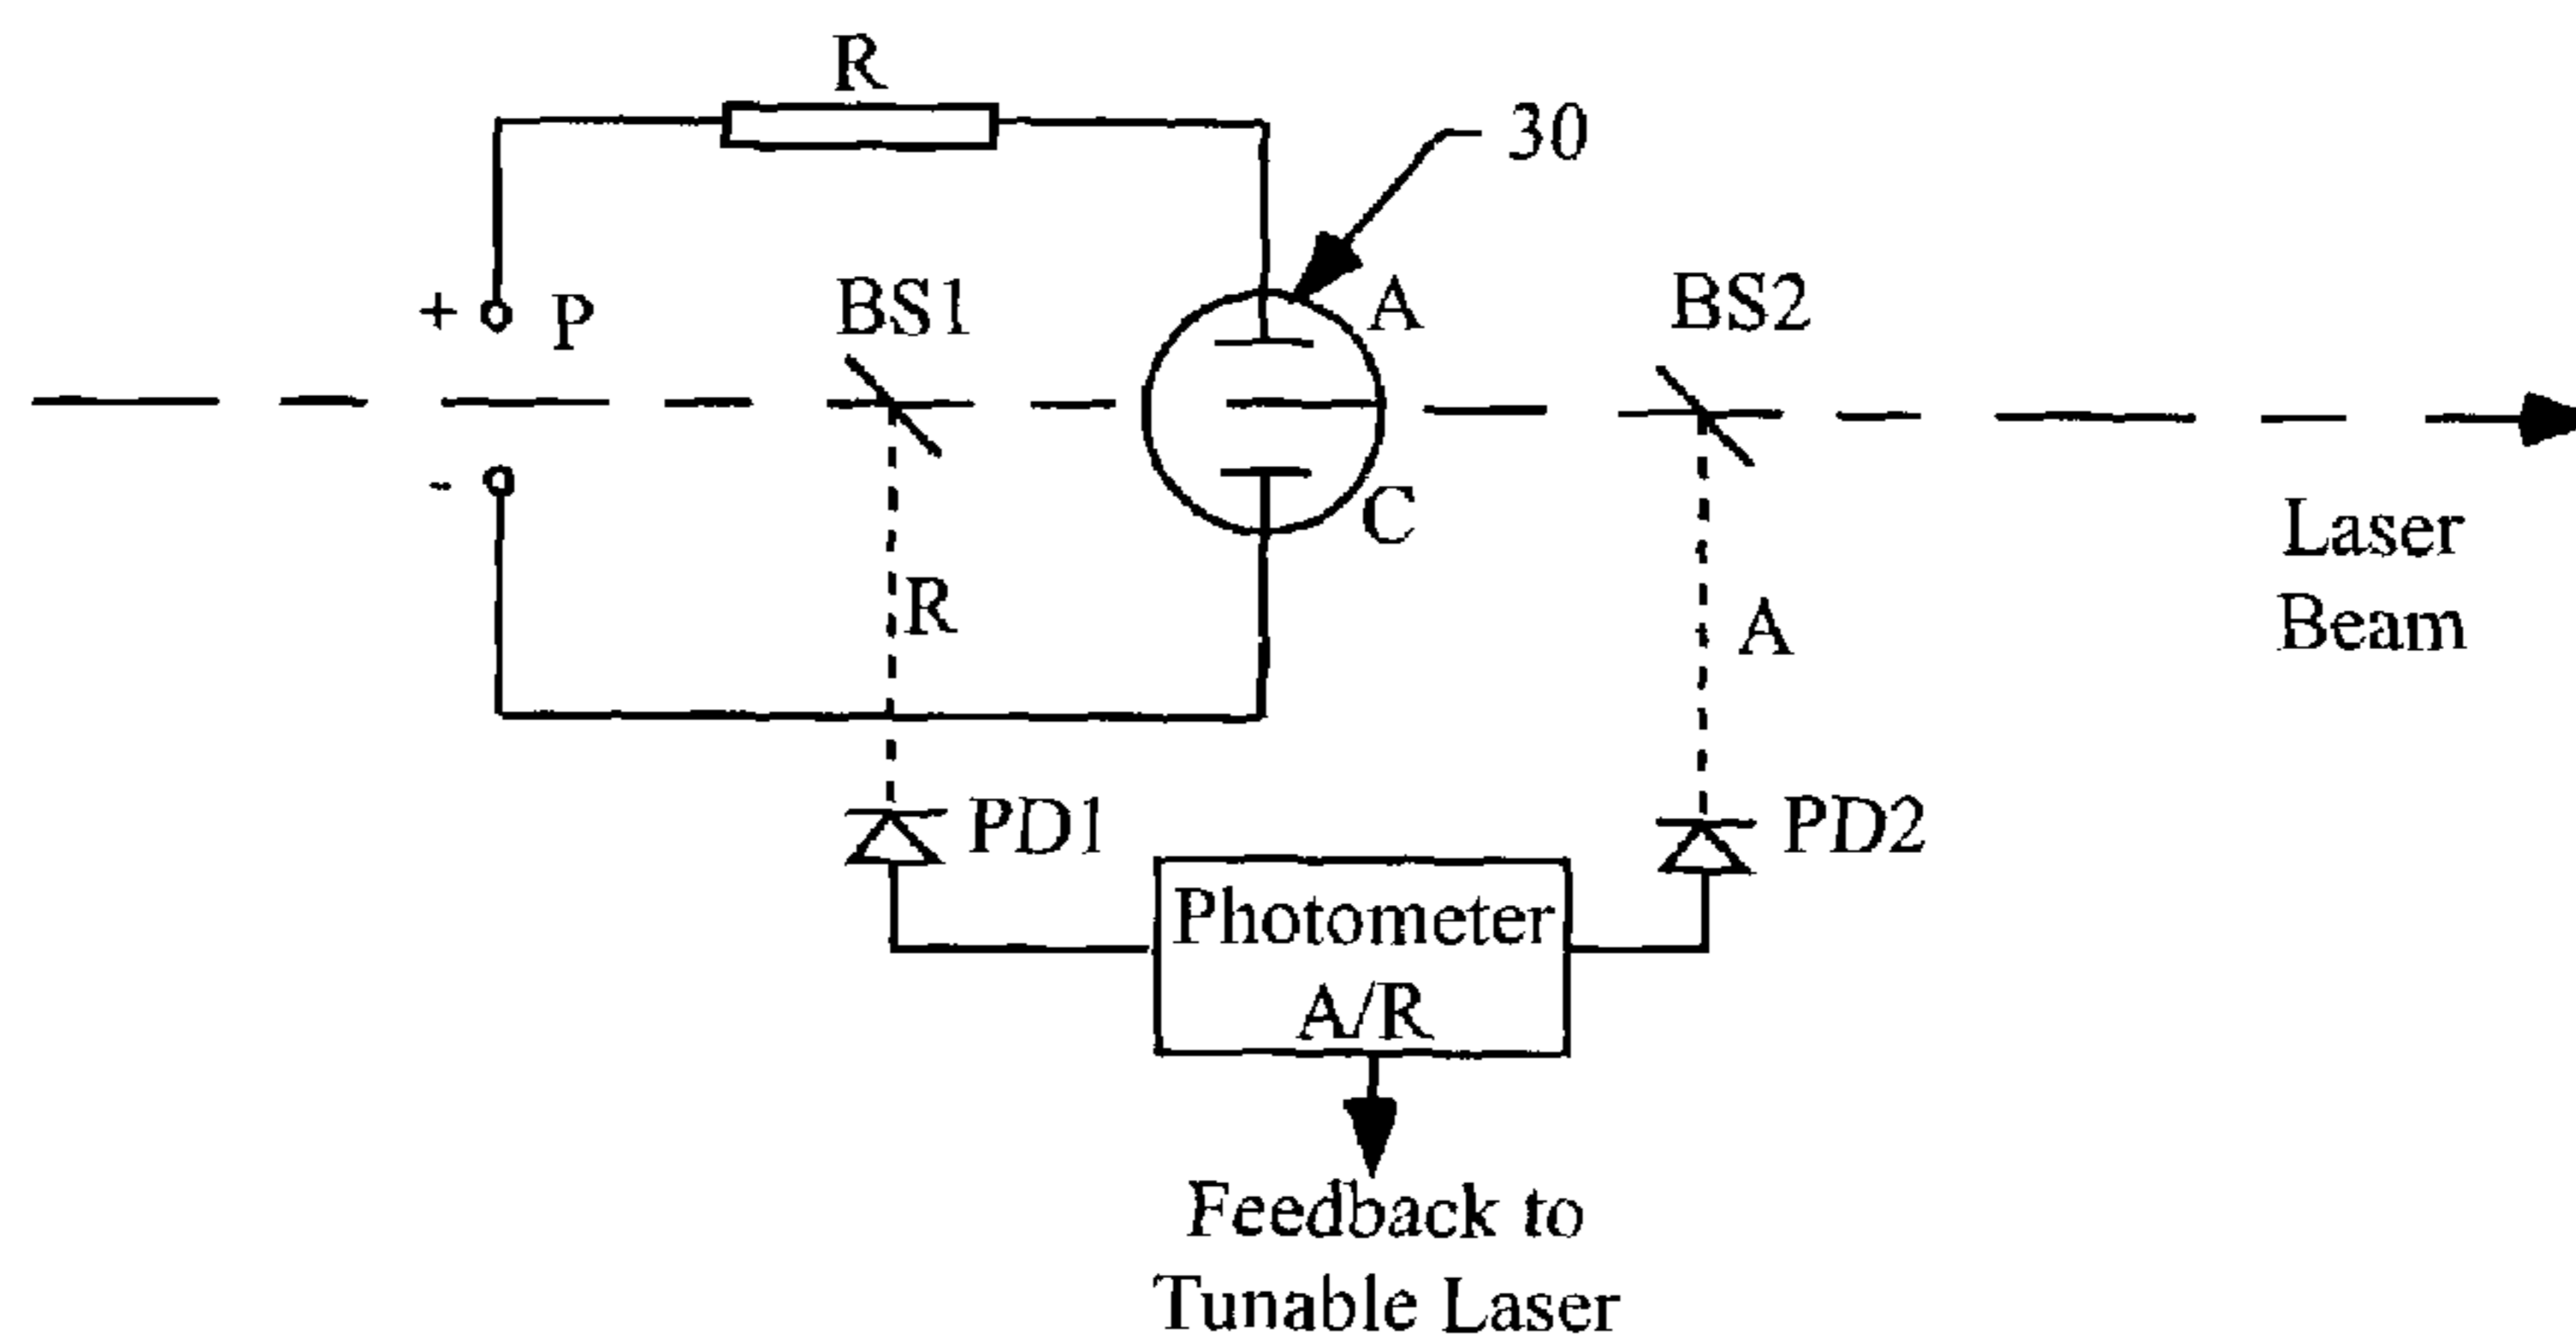 R
30
+
P
BS1
A
BS2
-
C
Laser
Beam
R
A
PD1
PD2
Photometer
A/R
Feedback to
Tunable Laser